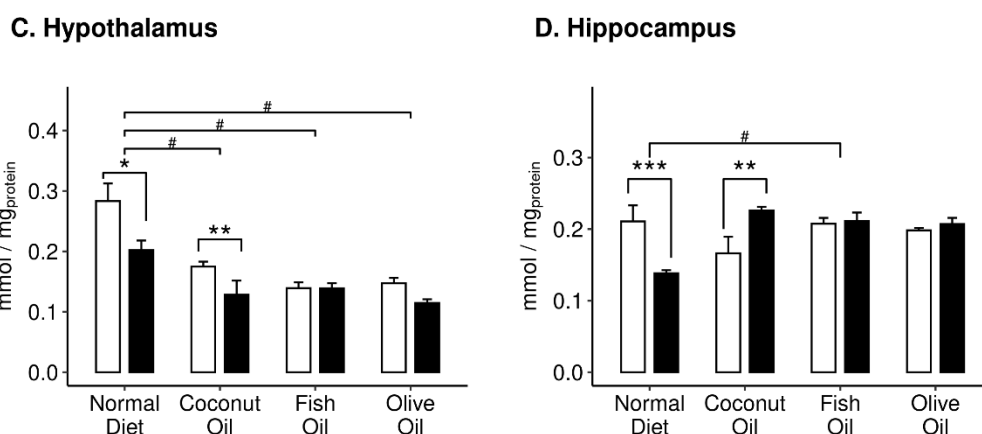 C. Hypothalamus
mmol / mgprotein
0.4
0.3
0.2
0.1
0.0
#
#
#
*
**
Normal Diet
Coconut Oil
Fish Oil
Olive Oil
D. Hippocampus
mmol / mgprotein
0.3
0.2
0.1
0.0
#
***
**
Normal Diet
Coconut Oil
Fish Oil
Olive Oil